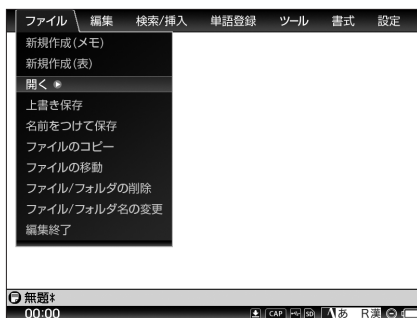 ファイル 編集 検索/挿入 単語登録 ツール 書式 設定
新規作成(メモ)
新規作成(表)
開く
上書き保存
名前をつけて保存
ファイルのコピー
ファイルの移動
ファイル/フォルダの削除
ファイル/フォルダ名の変更
編集終了
無題*
00:00 CAP SD あ R漢